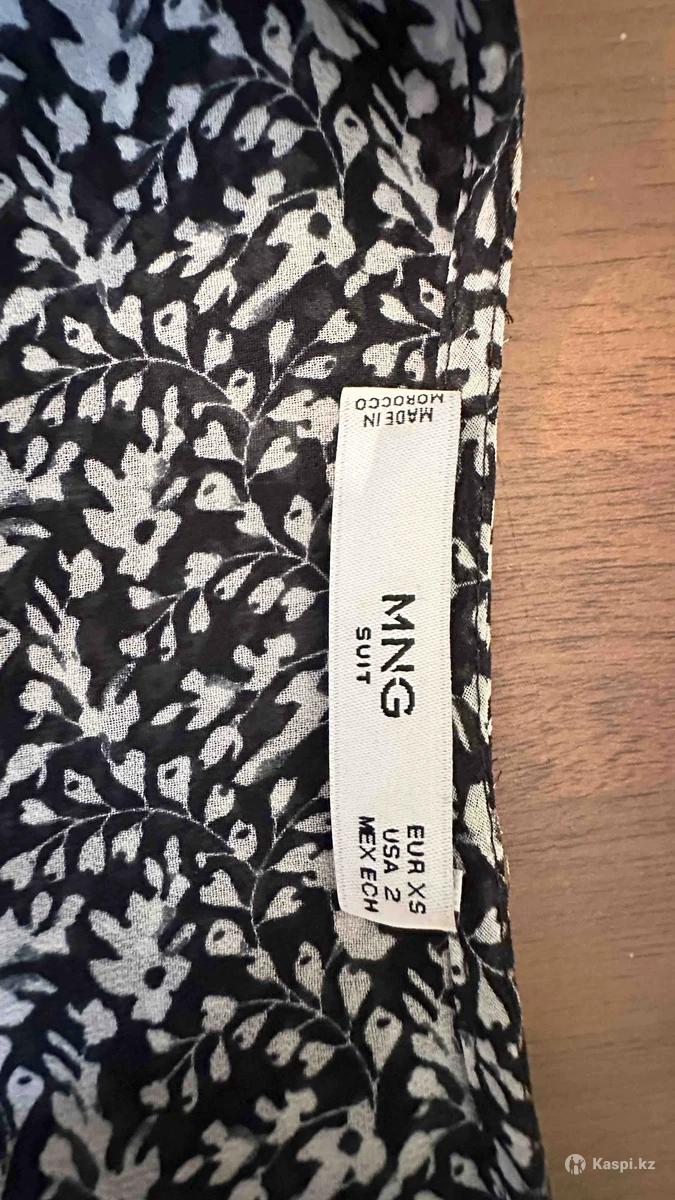 MADE IN
MOROCCO
MNG
SUIT
EUR XS
USA 2
MEX ECH
Kaspi.kz